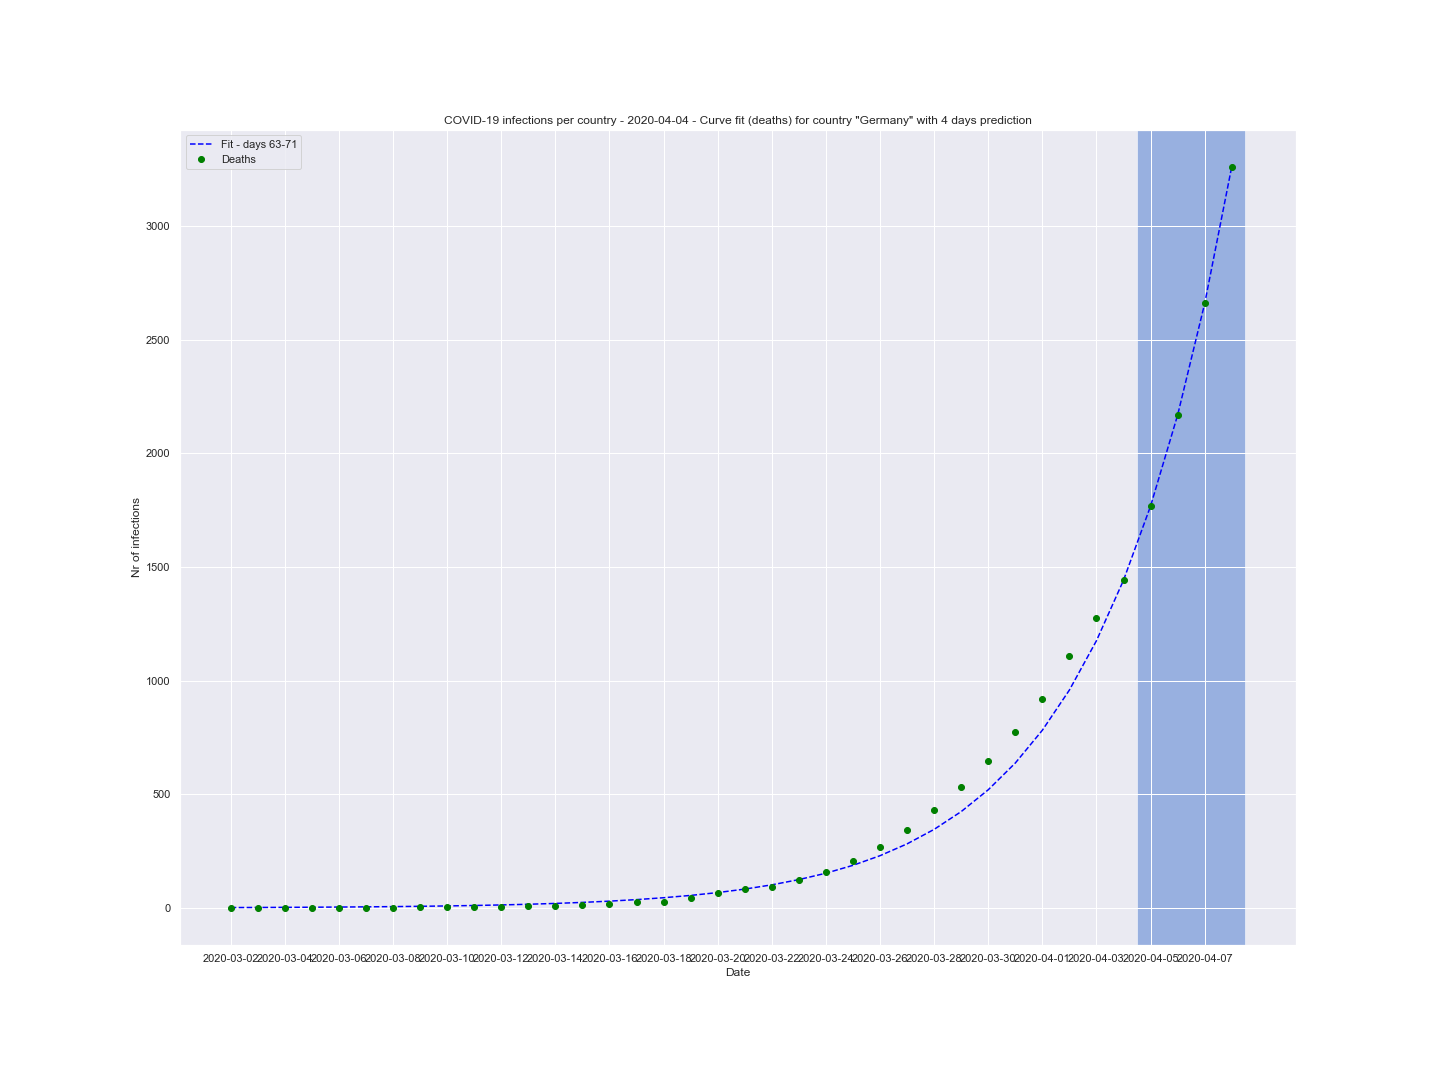 COVID-19 infections per country - 2020-04-04 - Curve fit (deaths) for country "Germany" with 4 days prediction
Fit - days 63-71
Deaths
3000
2500
2000
1500
1000
500
0
Nr of infections
2020-03-02 2020-03-04 2020-03-06 2020-03-08 2020-03-10 2020-03-12 2020-03-14 2020-03-16 2020-03-18 2020-03-20 2020-03-22 2020-03-24 2020-03-26 2020-03-28 2020-03-30 2020-04-01 2020-04-03 2020-04-05 2020-04-07
Date